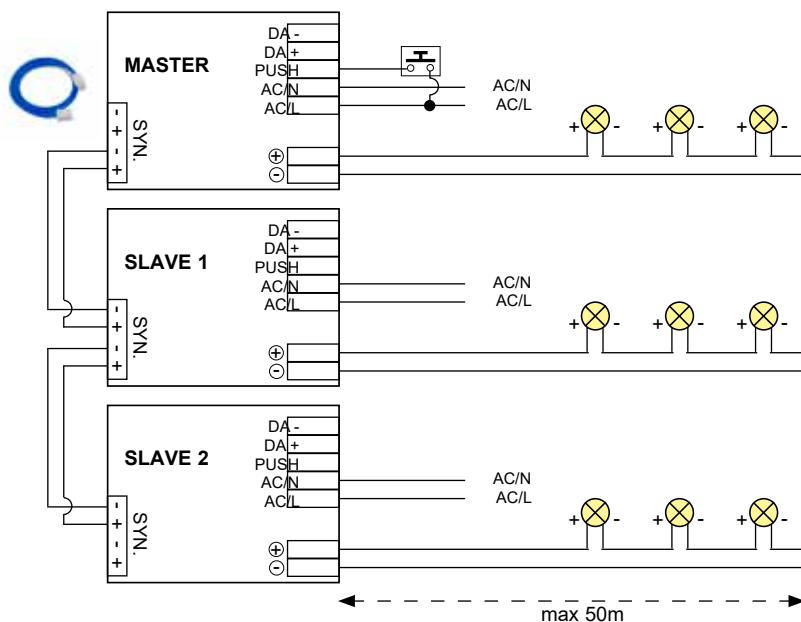 MASTER
DA -
DA +
PUSH
AC/N
AC/L
- + - +
SYN.
⊕
⊖
AC/N
AC/L
+ - + - + -
SLAVE 1
DA -
DA +
PUSH
AC/N
AC/L
- + - +
SYN.
⊕
⊖
AC/N
AC/L
+ - + - + -
SLAVE 2
DA -
DA +
PUSH
AC/N
AC/L
- + - +
SYN.
⊕
⊖
AC/N
AC/L
+ - + - + -
max 50m